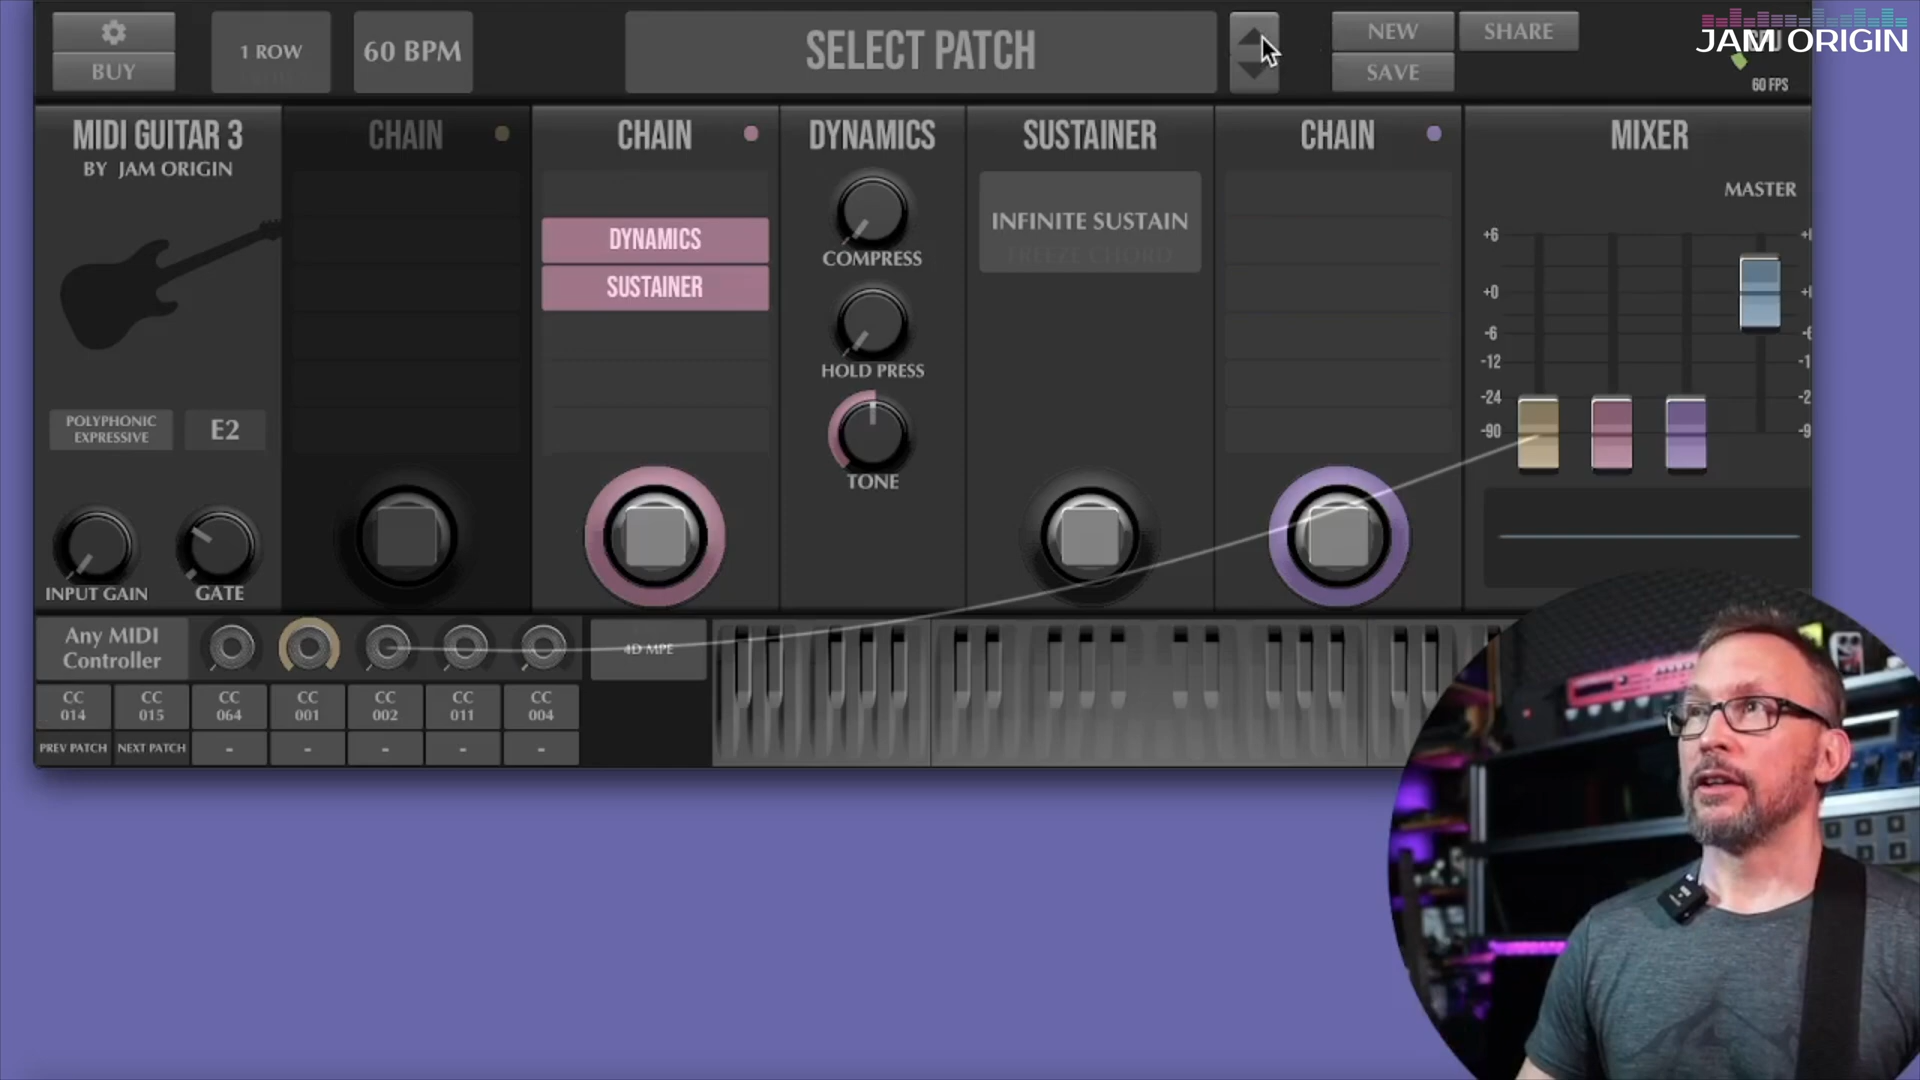 BUY
1 ROW
60 BPM
SELECT PATCH
NEW
SAVE
SHARE
JAM ORIGIN
60 FPS
MIDI GUITAR 3
BY JAM ORIGIN
POLYPHONIC
EXPRESSIVE
E2
INPUT GAIN
GATE
CHAIN
CHAIN
DYNAMICS
SUSTAINER
DYNAMICS
COMPRESS
HOLD PRESS
TONE
SUSTAINER
INFINITE SUSTAIN
FREEZE CHORD
CHAIN
MIXER
MASTER
+6
+0
-6
-12
-24
-90
Any MIDI
Controller
4D MPE
CC
014
CC
015
CC
064
CC
001
CC
002
CC
011
CC
004
PREV PATCH
NEXT PATCH
-
-
-
-
-